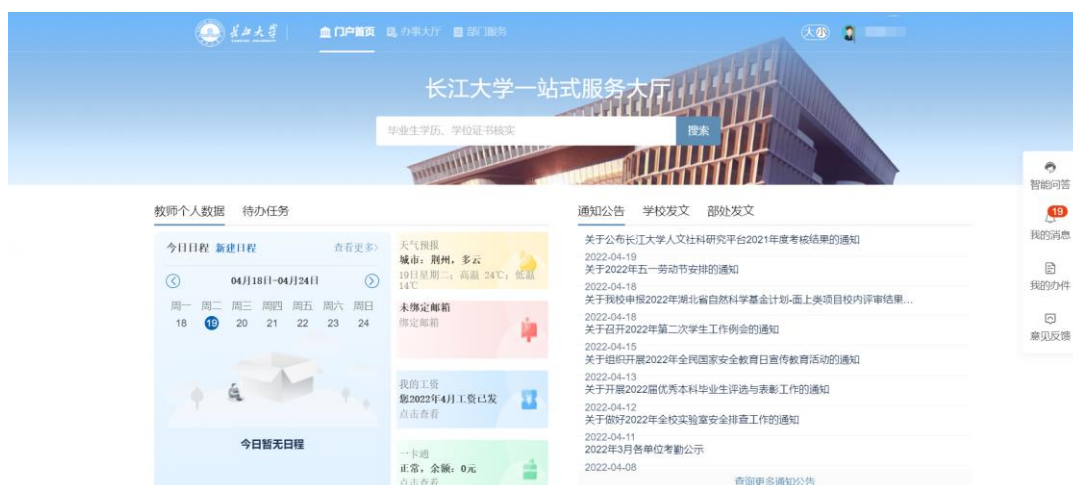 长江大学
门户首页 办事大厅 部门服务
大小
长江大学一站式服务大厅
毕业生学历、学位证书核实
搜索
智能问答
19
我的消息
我的办件
意见反馈
教师个人数据 待办任务
今日日程 新建日程 查看更多>
04月18日-04月24日
周一 周二 周三 周四 周五 周六 周日
18 19 20 21 22 23 24
今日暂无日程
天气预报
城市：荆州，多云
19日星期二；高温 24℃；低温
14℃
未绑定邮箱
绑定邮箱
我的工资
您2022年4月工资已发
点击查看
一卡通
正常，余额：0元
点击查看
通知公告 学校发文 部处发文
关于公布长江大学人文社科研究平台2021年度考核结果的通知
2022-04-19
关于2022年五一劳动节安排的通知
2022-04-18
关于我校申报2022年湖北省自然科学基金计划-面上类项目校内评审结果...
2022-04-18
关于召开2022年第二次学生工作例会的通知
2022-04-15
关于组织开展2022年全民国家安全教育日宣传教育活动的通知
2022-04-13
关于开展2022届优秀本科毕业生评选与表彰工作的通知
2022-04-12
关于做好2022年全校实验室安全排查工作的通知
2022-04-11
2022年3月各单位考勤公示
2022-04-08
查询更多通知公告